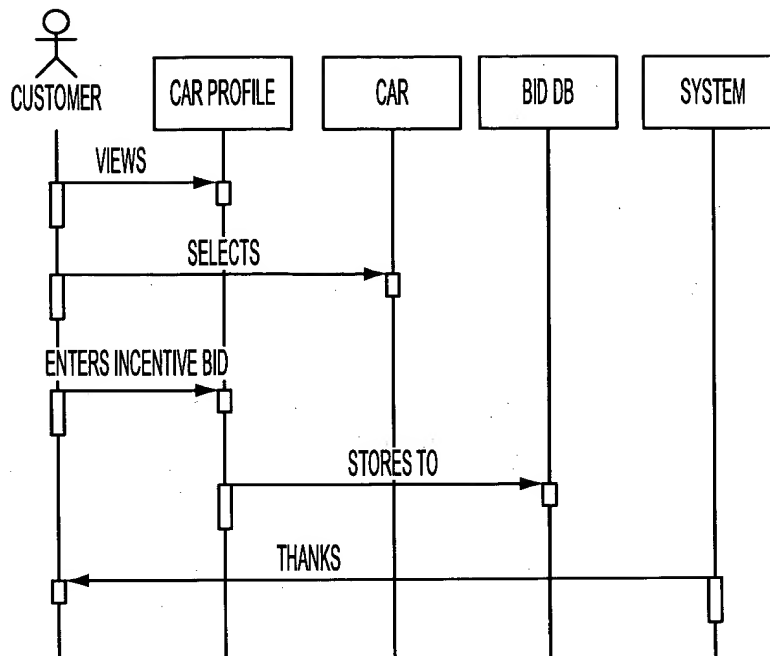 CUSTOMER
CAR PROFILE
CAR
BID DB
SYSTEM
VIEWS
SELECTS
ENTERS INCENTIVE BID
STORES TO
THANKS